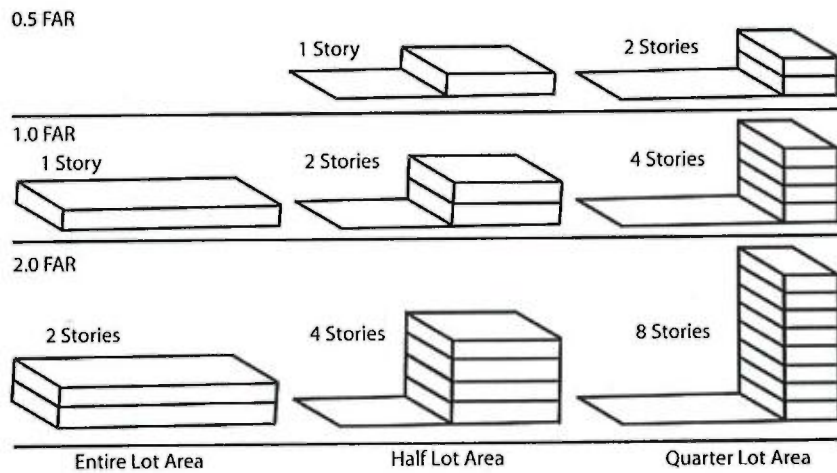 0.5 FAR
1 Story
2 Stories
1.0 FAR
1 Story
2 Stories
4 Stories
2.0 FAR
2 Stories
4 Stories
8 Stories
Entire Lot Area
Half Lot Area
Quarter Lot Area